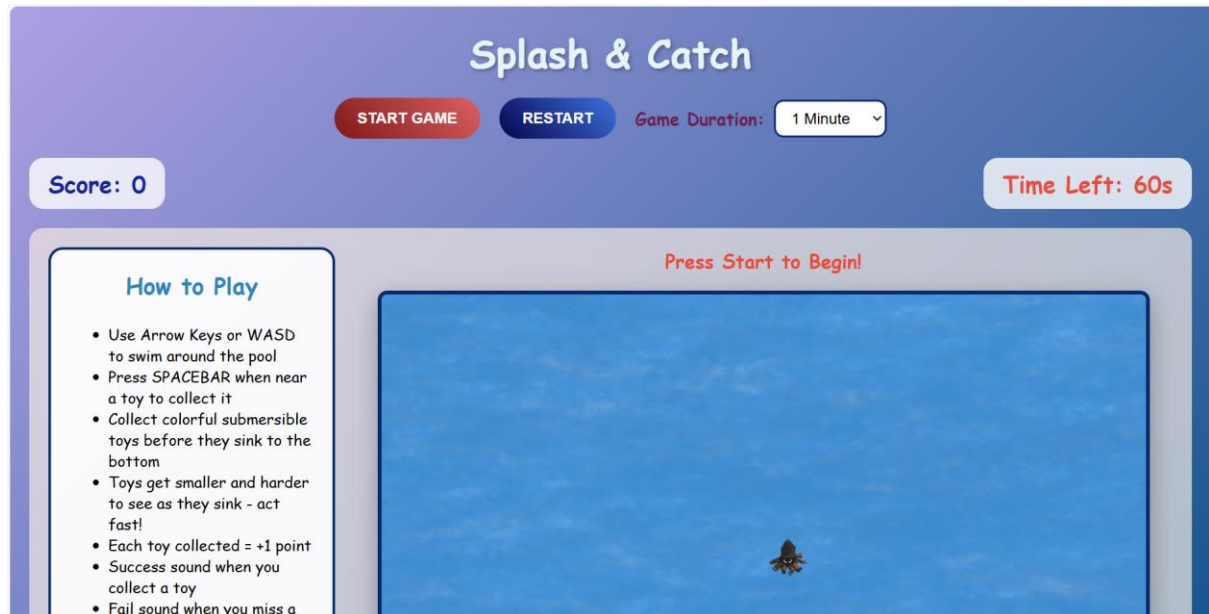 Splash & Catch
START GAME
RESTART
Game Duration:
1 Minute
Score: 0
Time Left: 60s
How to Play
• Use Arrow Keys or WASD
to swim around the pool
• Press SPACEBAR when near
a toy to collect it
• Collect colorful submersible
toys before they sink to the
bottom
• Toys get smaller and harder
to see as they sink - act
fast!
• Each toy collected = +1 point
• Success sound when you
collect a toy
• Fail sound when you miss a
Press Start to Begin!